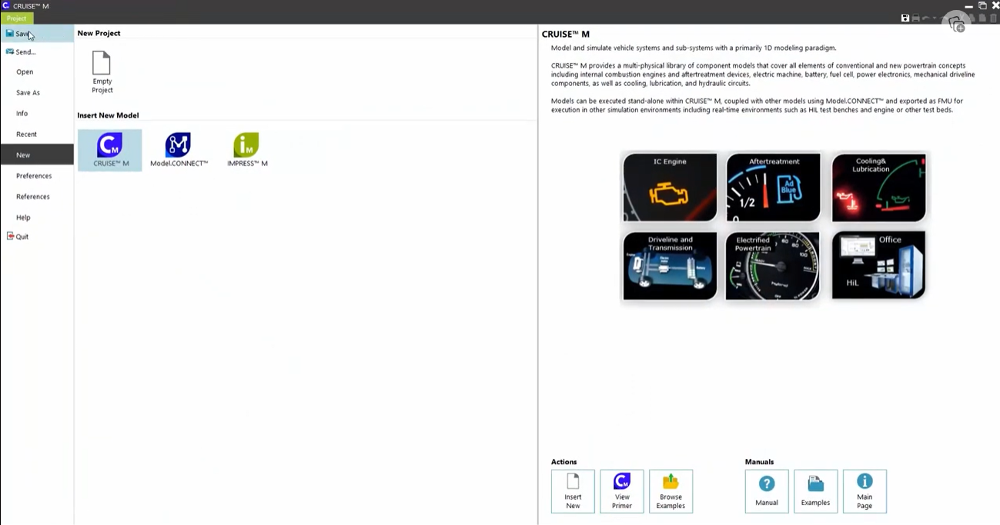 CRUISE™ M
Project
Save
Send...
Open
Save As
Info
Recent
New
Preferences
References
Help
Quit
New Project
Empty
Project
Insert New Model
CRUISE™ M
Model.CONNECT™
IMPRESS™ M
CRUISE™ M
Model and simulate vehicle systems and sub-systems with a primarily 1D modeling paradigm.
CRUISE™ M provides a multi-physical library of component models that cover all elements of conventional and new powertrain concepts
including internal combustion engines and aftertreatment devices, electric machine, battery, fuel cell, power electronics, mechanical driveline
components, as well as cooling, lubrication, and hydraulic circuits.
Models can be executed stand-alone within CRUISE™ M, coupled with other models using Model.CONNECT™ and exported as FMU for
execution in other simulation environments including real-time environments such as HIL test benches and engine or other test beds.
IC Engine
Aftertreatment
Ad
Blue
1/2
0
Cooling&
Lubrication
Driveline and
Transmission
Electrified
Powertrain
60
80
100
Office
HiL
Actions
Insert
New
View
Primer
Browse
Examples
Manuals
Manual
Examples
Main
Page